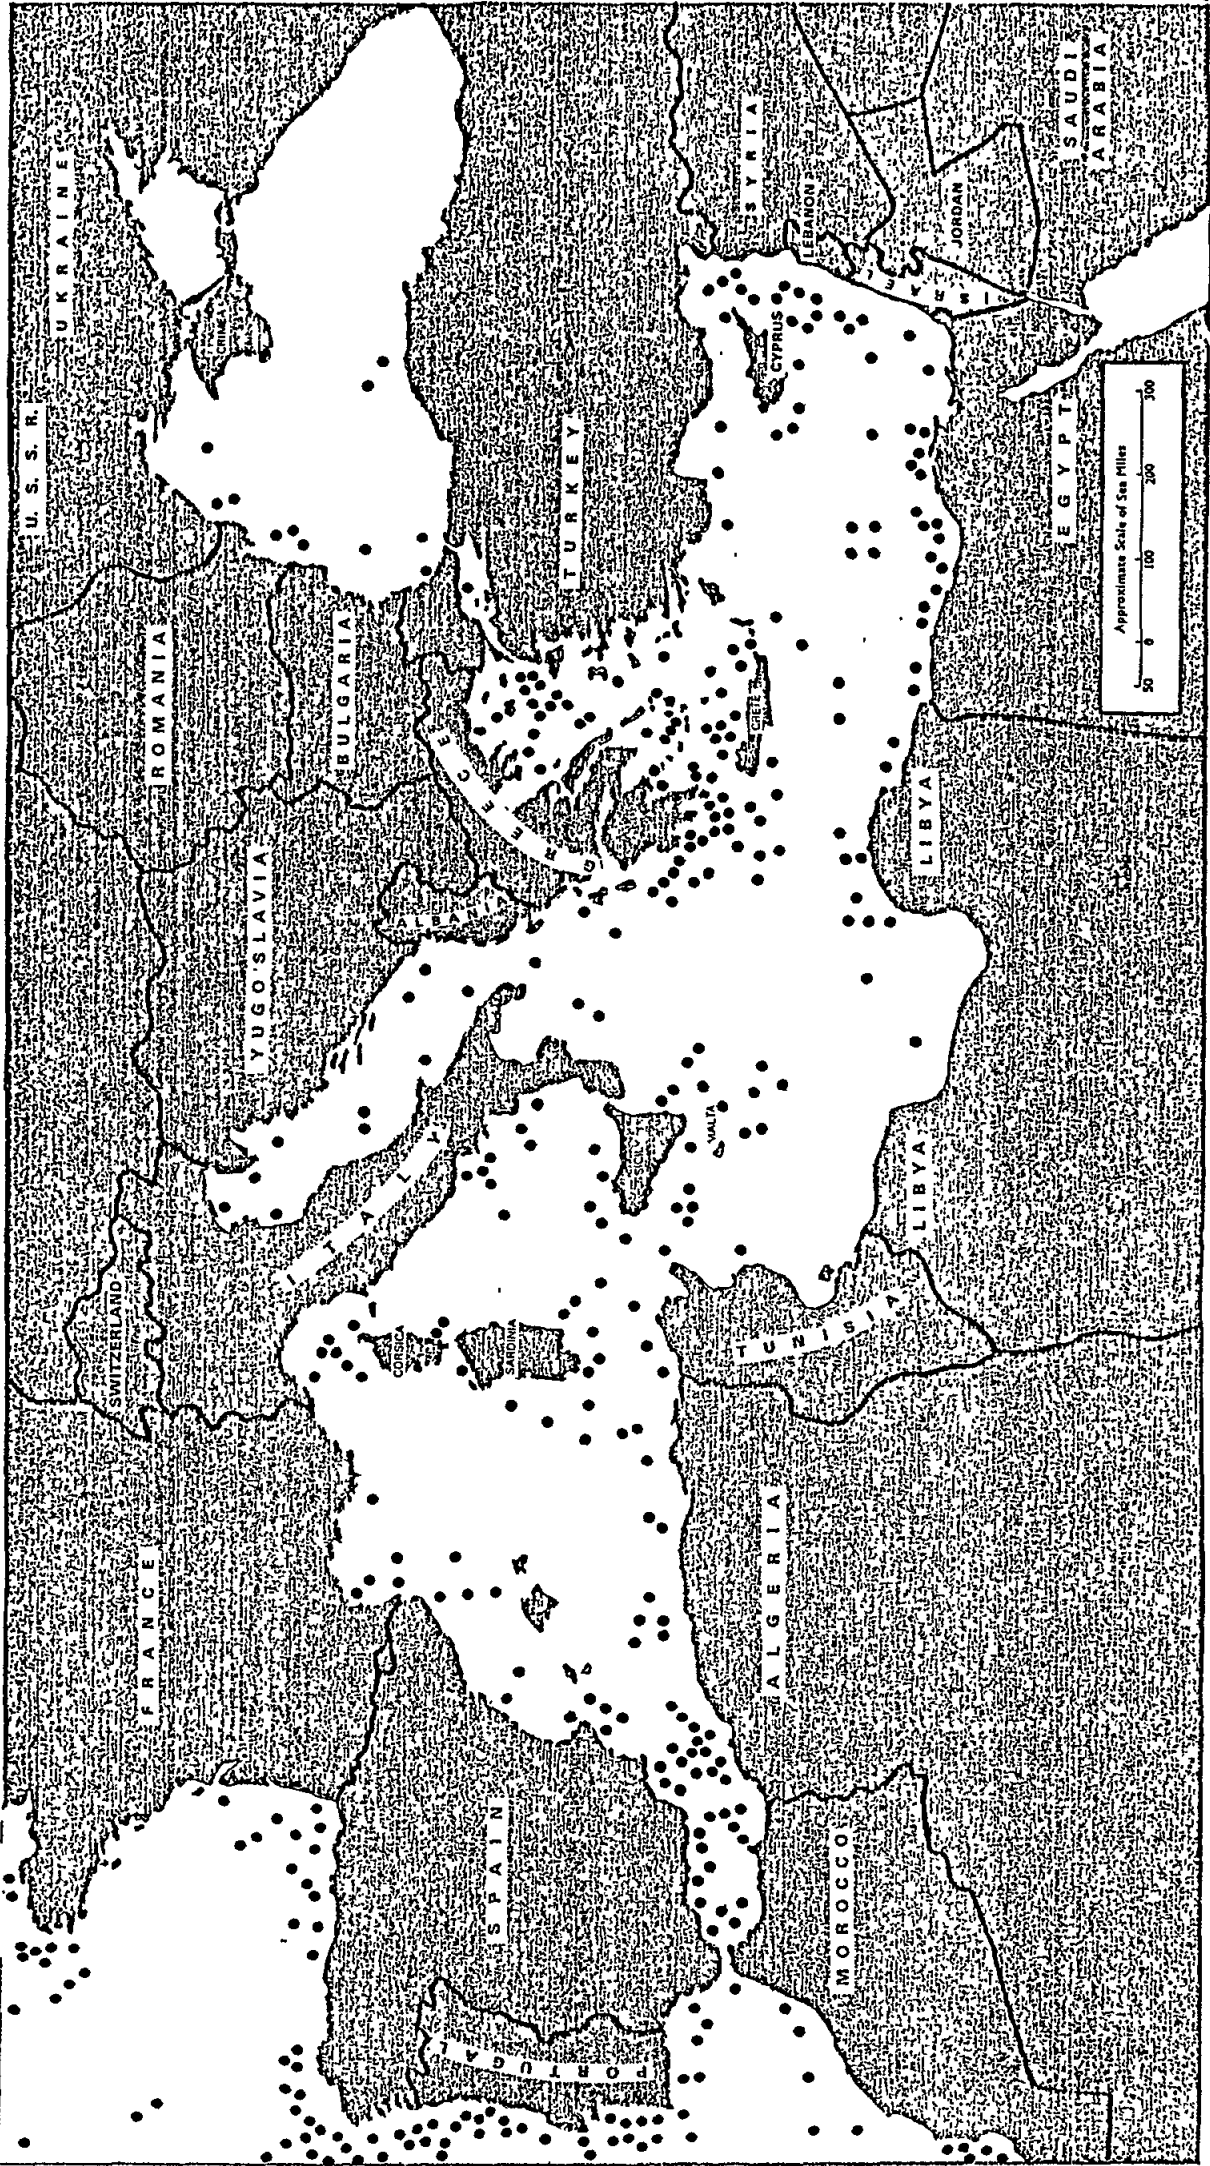 U. S. S. R.
UKRAINE
CRIMEA
ROMANIA
BULGARIA
YUGOSLAVIA
ALBANIA
GREECE
CRETE
TURKEY
CYPRUS
SYRIA
LEBANON
ISRAEL
JORDAN
SAUDI
ARABIA
EGYPT
LIBYA
LIBYA
TUNISIA
ALGERIA
MOROCCO
SPAIN
PORTUGAL
FRANCE
SWITZERLAND
ITALY
CORSICA
SARDINIA
SICILY
MALTA
Approximate Scale of Sea Miles
50 0 100 200 300